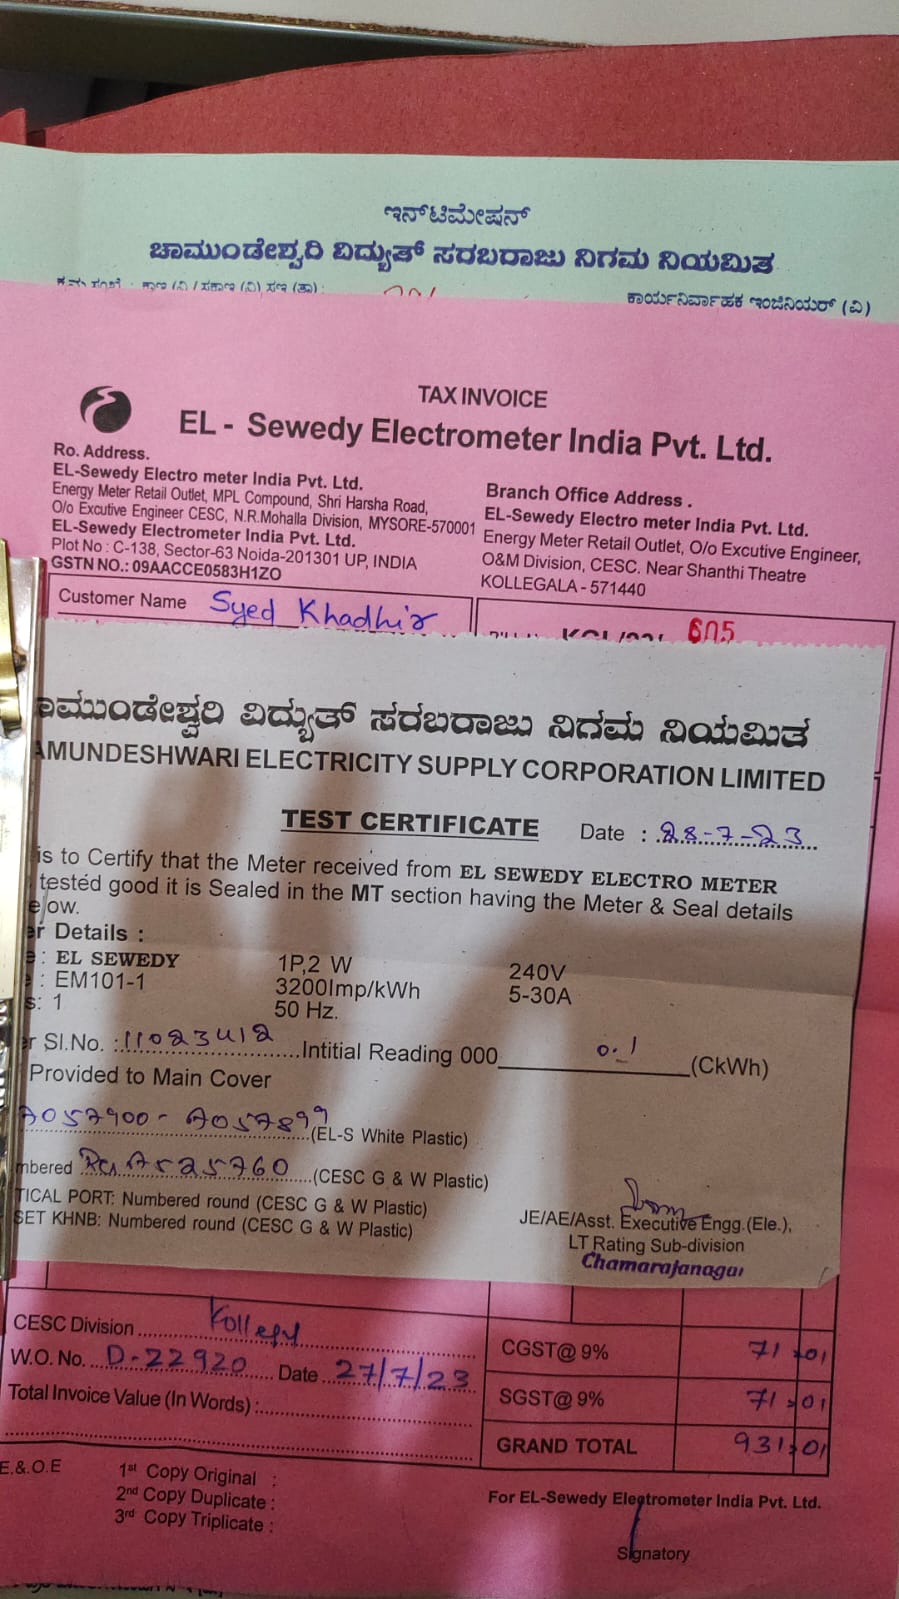 ಇನ್‌ಟಿಮೇಷನ್
ಚಾಮುಂಡೇಶ್ವರಿ ವಿದ್ಯುತ್ ಸರಬರಾಜು ನಿಗಮ ನಿಯಮಿತ
ಕಾರ್ಯನಿರ್ವಾಹಕ ಇಂಜಿನಿಯರ್ (ವಿ)
TAX INVOICE
EL - Sewedy Electrometer India Pvt. Ltd.
Ro. Address.
EL-Sewedy Electro meter India Pvt. Ltd.
Energy Meter Retail Outlet, MPL Compound, Shri Harsha Road,
O/o Excutive Engineer CESC, N.R.Mohalla Division, MYSORE-570001
EL-Sewedy Electrometer India Pvt. Ltd.
Plot No : C-138, Sector-63 Noida-201301 UP, INDIA
GSTN NO.: 09AACCE0583H1ZO
Branch Office Address .
EL-Sewedy Electro meter India Pvt. Ltd.
Energy Meter Retail Outlet, O/o Excutive Engineer,
O&M Division, CESC. Near Shanthi Theatre
KOLLEGALA - 571440
Customer Name Syed Khadhir
605
ಾಮುಂಡೇಶ್ವರಿ ವಿದ್ಯುತ್ ಸರಬರಾಜು ನಿಗಮ ನಿಯಮಿತ
AMUNDESHWARI ELECTRICITY SUPPLY CORPORATION LIMITED
TEST CERTIFICATE Date : 28-7-23
is to Certify that the Meter received from EL SEWEDY ELECTRO METER
tested good it is Sealed in the MT section having the Meter & Seal details
elow.
er Details :
e : EL SEWEDY 1P,2 W 240V
: EM101-1 3200Imp/kWh 5-30A
s: 1 50 Hz.
er Sl.No. : 11023412 Intitial Reading 000 0.1 (CkWh)
Provided to Main Cover
7057900 - 7057899 (EL-S White Plastic)
mbered A525760 (CESC G & W Plastic)
TICAL PORT: Numbered round (CESC G & W Plastic)
SET KHNB: Numbered round (CESC G & W Plastic)
JE/AE/Asst. Executive Engg.(Ele.),
LT Rating Sub-division
Chamarajanagar
CESC Division
W.O. No. D-22920 Date 27/7/23
Total Invoice Value (In Words) :
CGST@ 9% 71.01
SGST@ 9% 71.01
GRAND TOTAL 931.01
E.&.O.E
1st Copy Original :
2nd Copy Duplicate :
3rd Copy Triplicate :
For EL-Sewedy Electrometer India Pvt. Ltd.
Signatory